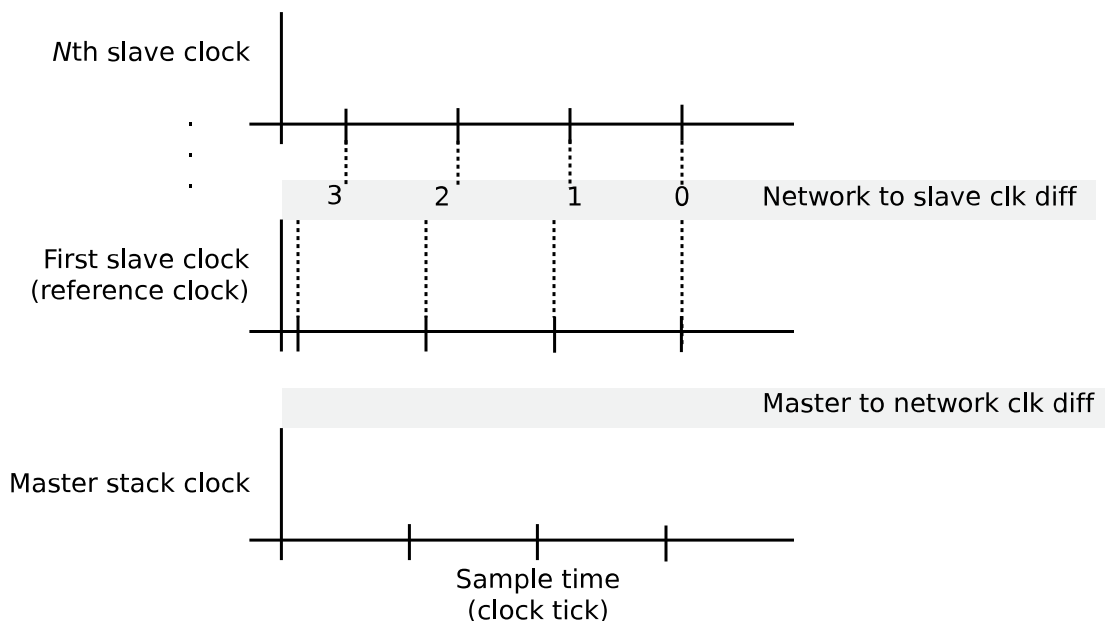 Nth slave clock
.
.
.
3 2 1 0 Network to slave clk diff
First slave clock
(reference clock)
Master to network clk diff
Master stack clock
Sample time
(clock tick)